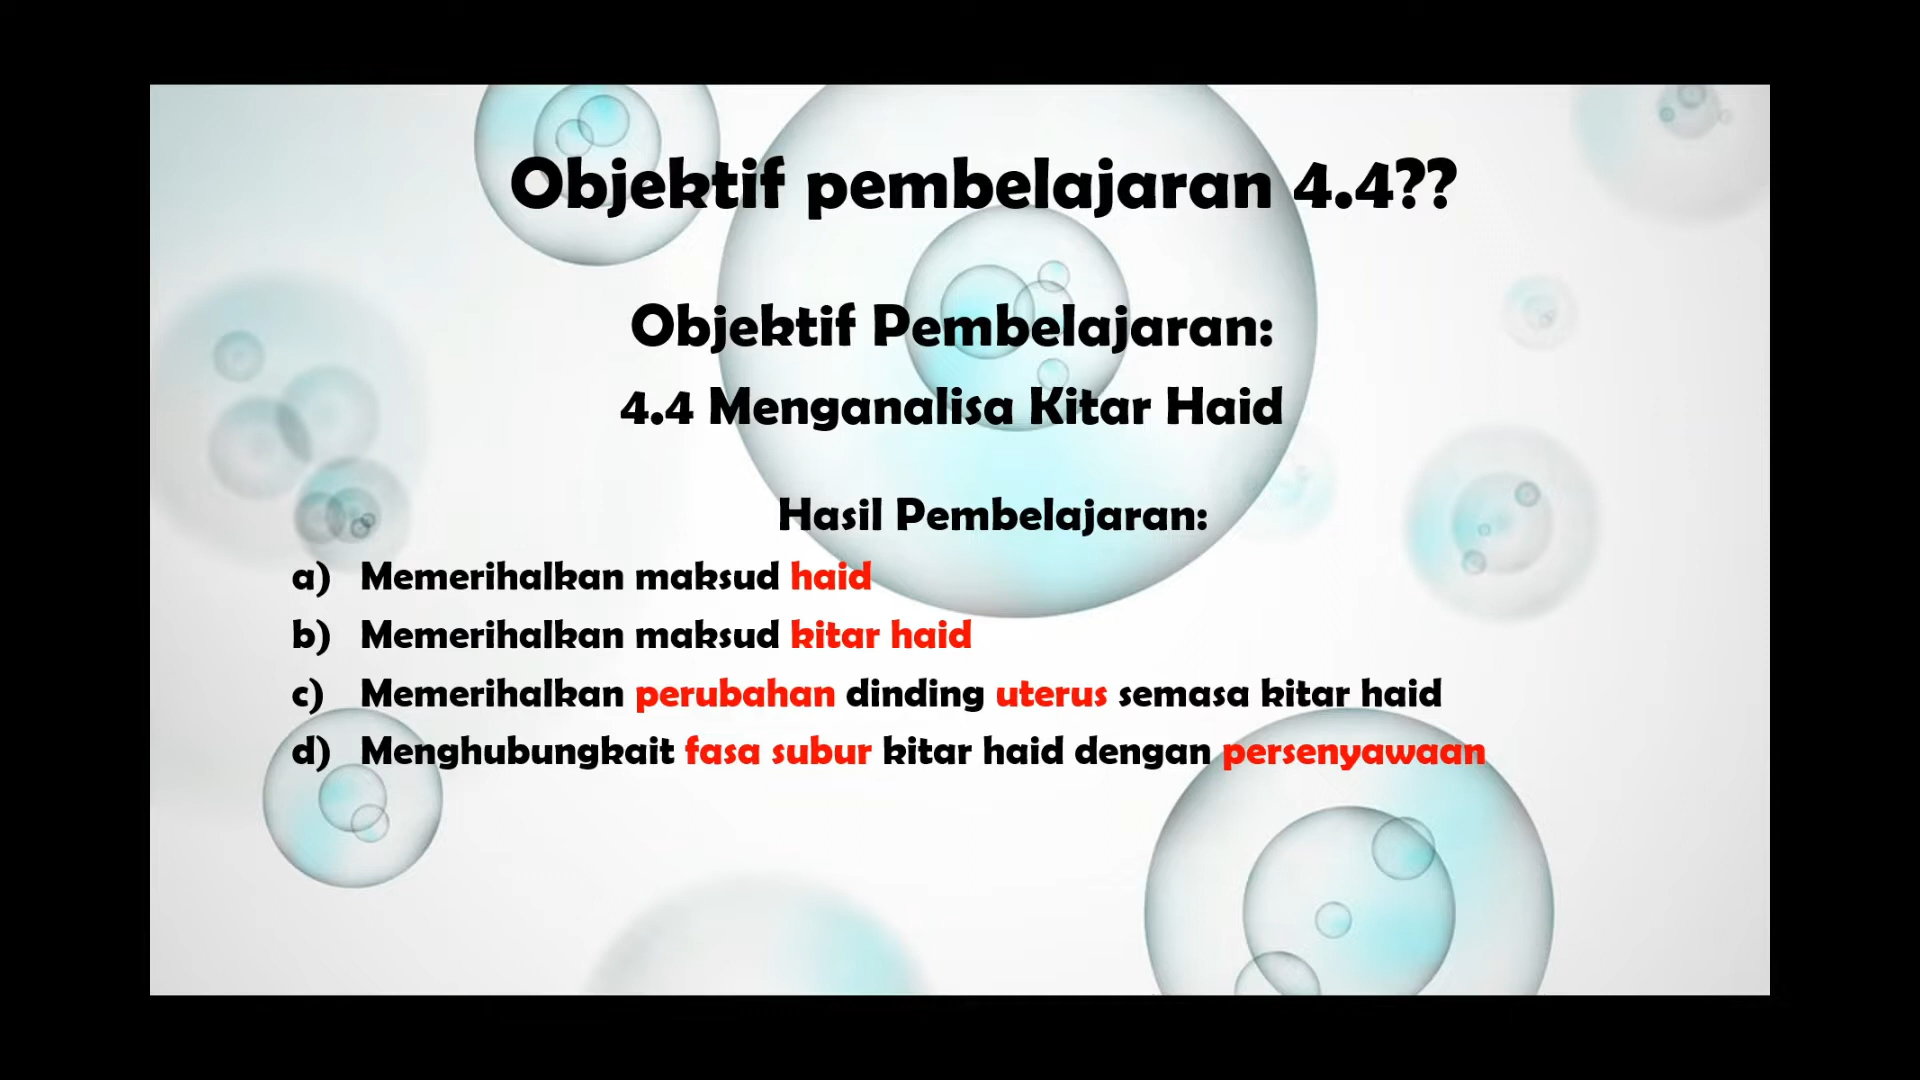 Objektif pembelajaran 4.4??
Objektif Pembelajaran:
4.4 Menganalisa Kitar Haid
Hasil Pembelajaran:
a) Memerihalkan maksud haid
b) Memerihalkan maksud kitar haid
c) Memerihalkan perubahan dinding uterus semasa kitar haid
d) Menghubungkait fasa subur kitar haid dengan persenyawaan